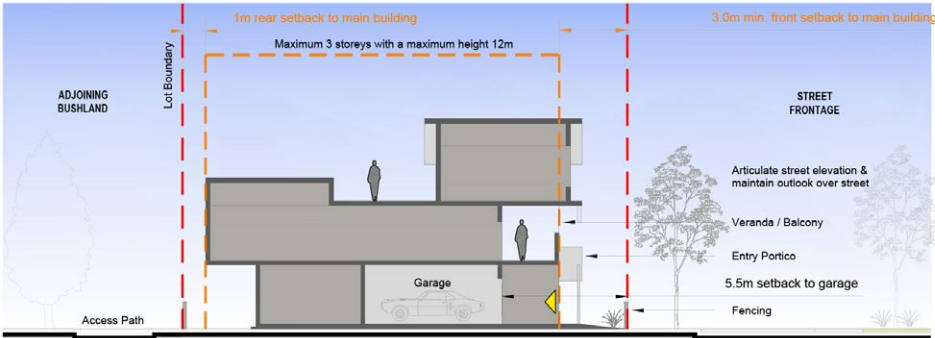 1m rear setback to main building
3.0m min. front setback to main building
Maximum 3 storeys with a maximum height 12m
Lot Boundary
ADJOINING
BUSHLAND
STREET
FRONTAGE
Articulate street elevation &
maintain outlook over street
Veranda / Balcony
Entry Portico
Garage
5.5m setback to garage
Fencing
Access Path